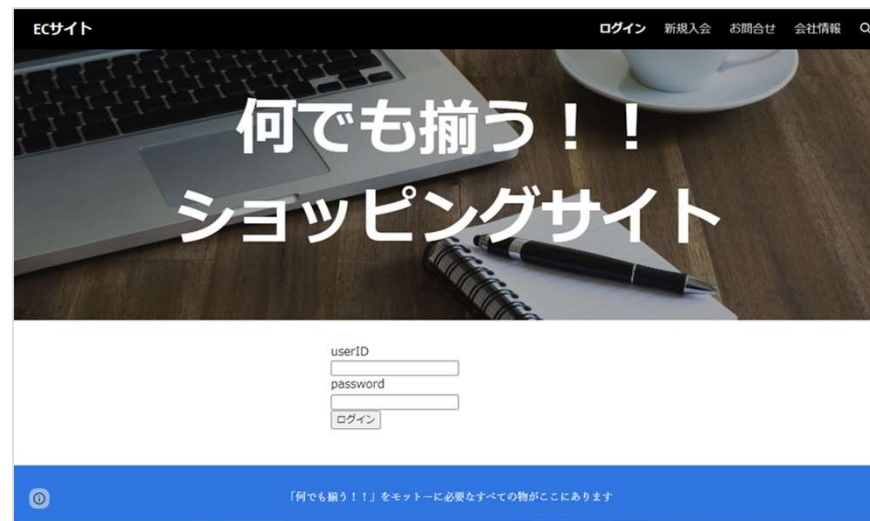 ECサイト
ログイン 新規入会 お問合せ 会社情報
何でも揃う！！
ショッピングサイト
userID
password
ログイン
「何でも揃う！！」をモットーに必要なすべての物がここにあります